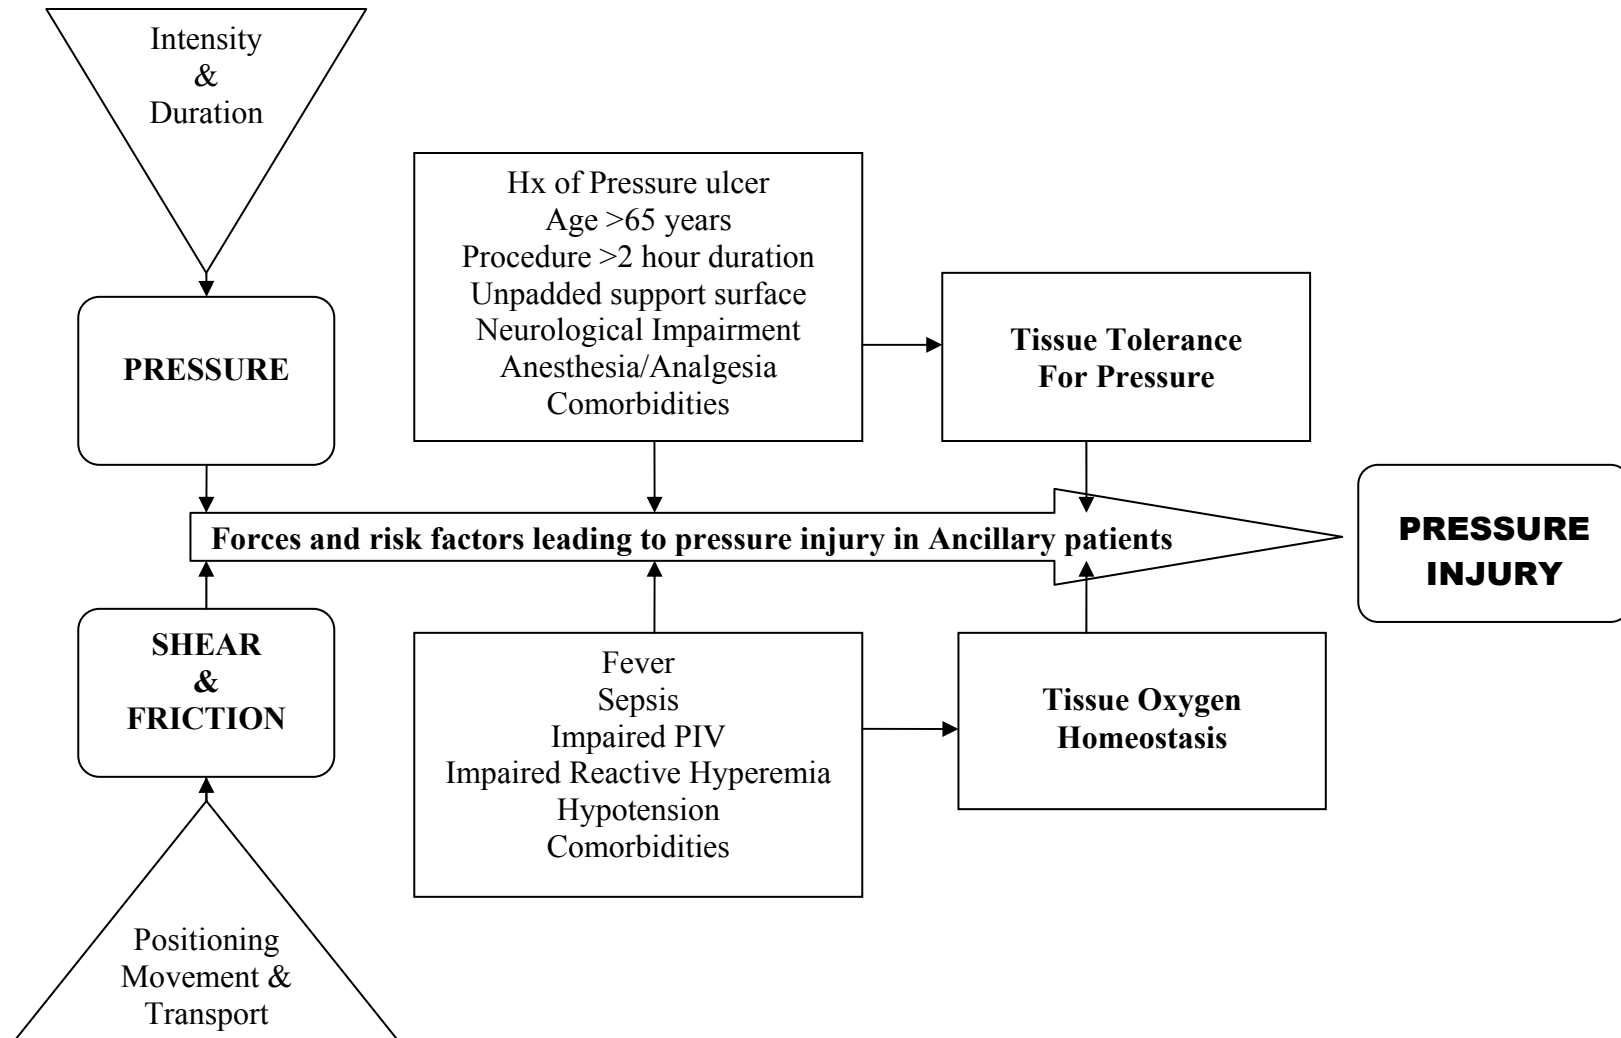 Intensity
&
Duration
PRESSURE
Hx of Pressure ulcer
Age >65 years
Procedure >2 hour duration
Unpadded support surface
Neurological Impairment
Anesthesia/Analgesia
Comorbidities
Tissue Tolerance
For Pressure
Forces and risk factors leading to pressure injury in Ancillary patients
PRESSURE
INJURY
SHEAR
&
FRICTION
Fever
Sepsis
Impaired PIV
Impaired Reactive Hyperemia
Hypotension
Comorbidities
Tissue Oxygen
Homeostasis
Positioning
Movement &
Transport